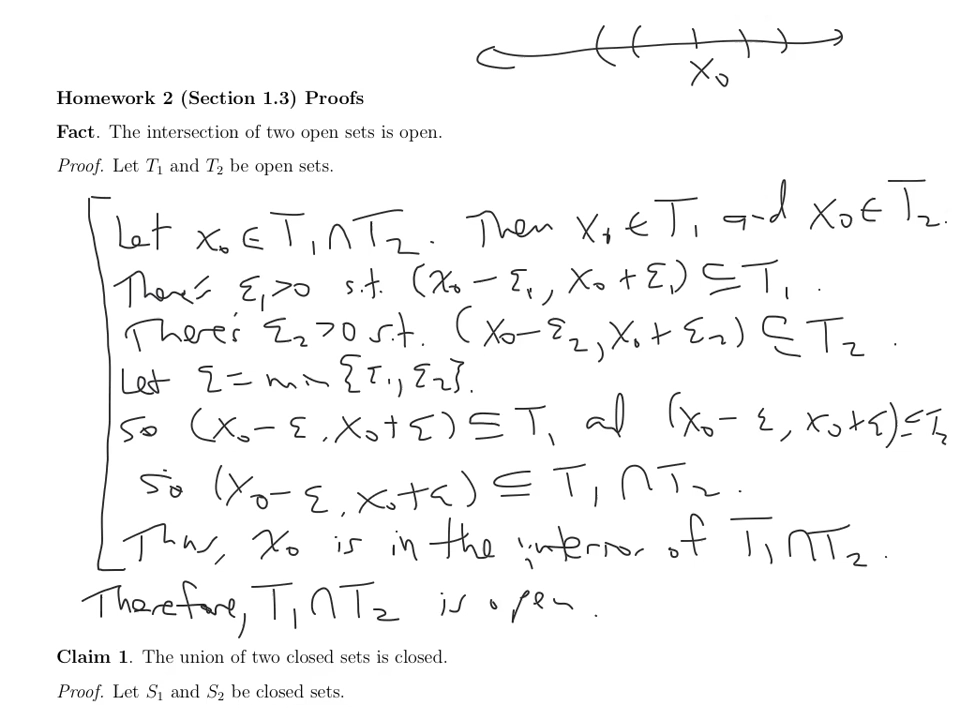 x₀
Homework 2 (Section 1.3) Proofs
Fact. The intersection of two open sets is open.
Proof. Let T₁ and T₂ be open sets.
Let x₀ ∈ T₁ ∩ T₂. Then x₀ ∈ T₁ and x₀ ∈ T₂.
There's ε₁>0 s.t. (x₀ − ε₁, x₀ + ε₁) ⊆ T₁.
There's ε₂>0 s.t. (x₀ − ε₂, x₀ + ε₂) ⊆ T₂.
Let ε = min {ε₁, ε₂}.
So (x₀ − ε, x₀ + ε) ⊆ T₁ ad (x₀ − ε, x₀ + ε) ⊆ T₂
So (x₀ − ε, x₀ + ε) ⊆ T₁ ∩ T₂.
Thus, x₀ is in the interior of T₁ ∩ T₂.
Therefore, T₁ ∩ T₂ is open.
Claim 1. The union of two closed sets is closed.
Proof. Let S₁ and S₂ be closed sets.